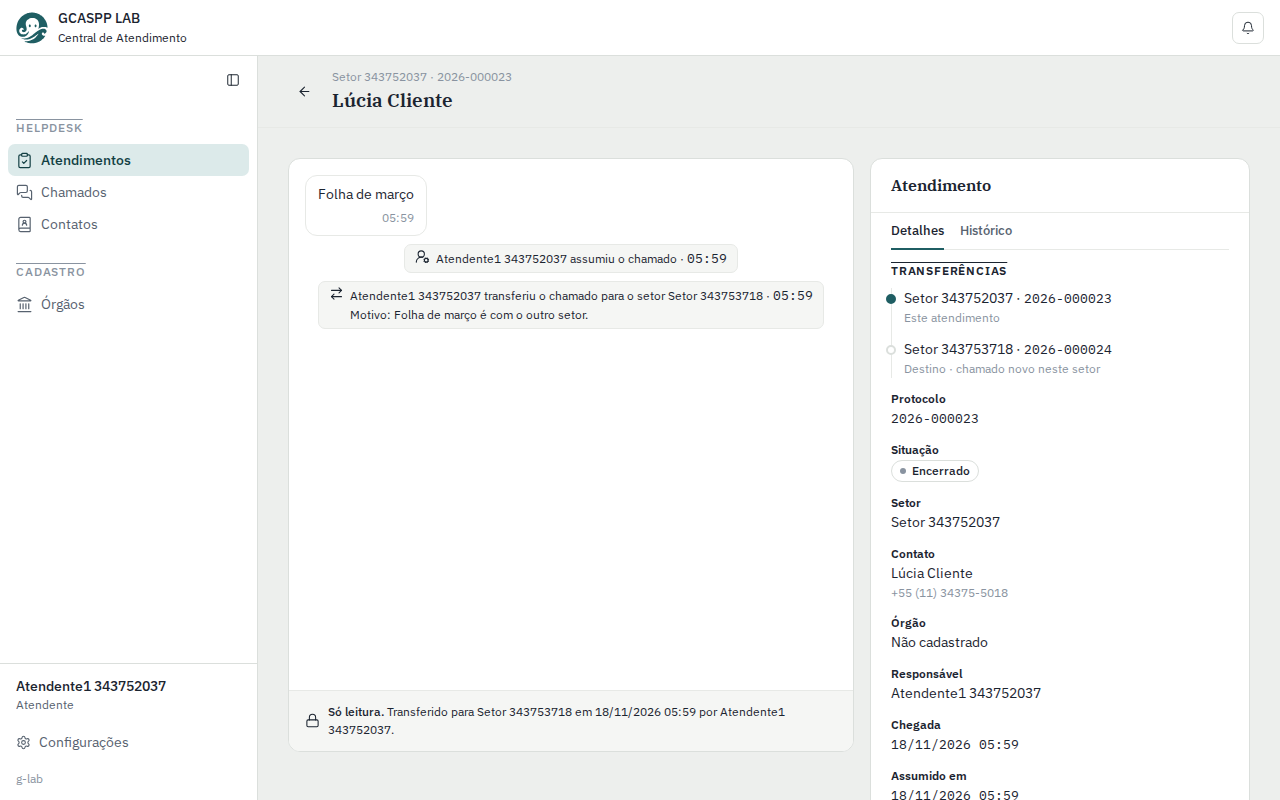 GCASPP LAB
Central de Atendimento
HELPDESK
Atendimentos
Chamados
Contatos
CADASTRO
Órgãos
Atendente1 343752037
Atendente
Configurações
g-lab
Setor 343752037 · 2026-000023
Lúcia Cliente
Folha de março
05:59
Atendente1 343752037 assumiu o chamado · 05:59
Atendente1 343752037 transferiu o chamado para o setor Setor 343753718 · 05:59
Motivo: Folha de março é com o outro setor.
Só leitura. Transferido para Setor 343753718 em 18/11/2026 05:59 por Atendente1
343752037.
Atendimento
Detalhes Histórico
TRANSFERÊNCIAS
Setor 343752037 · 2026-000023
Este atendimento
Setor 343753718 · 2026-000024
Destino · chamado novo neste setor
Protocolo
2026-000023
Situação
Encerrado
Setor
Setor 343752037
Contato
Lúcia Cliente
+55 (11) 34375-5018
Órgão
Não cadastrado
Responsável
Atendente1 343752037
Chegada
18/11/2026 05:59
Assumido em
18/11/2026 05:59